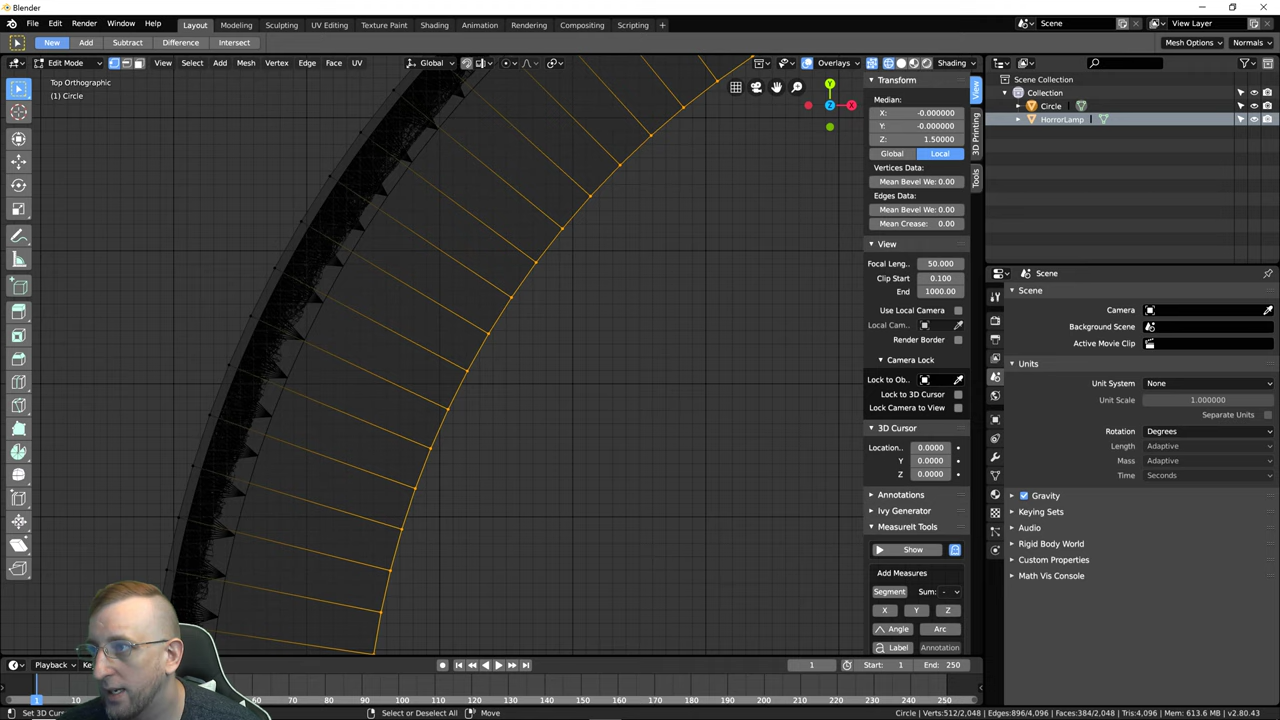 Blender
File Edit Render Window Help Layout Modeling Sculpting UV Editing Texture Paint Shading Animation Rendering Compositing Scripting + Scene View Layer
New Add Subtract Difference Intersect Mesh Options Normals
Edit Mode View Select Add Mesh Vertex Edge Face UV Global Overlays Shading
Top Orthographic
(1) Circle
Y
Z X
Transform
Median:
X: -0.000000
Y: -0.000000
Z: 1.50000
Global Local
Vertices Data:
Mean Bevel We: 0.00
Edges Data:
Mean Bevel We: 0.00
Mean Crease: 0.00
View
Focal Leng.. 50.000
Clip Start 0.100
End 1000.00
Use Local Camera
Local Cam..
Render Border
Camera Lock
Lock to Ob..
Lock to 3D Cursor
Lock Camera to View
3D Cursor
Location.. 0.0000
Y 0.0000
Z 0.0000
Annotations
Ivy Generator
MeasureIt Tools
Show
Add Measures
Segment Sum: -
X Y Z
Angle Arc
Label Annotation
View
3D Printing
Tools
Scene Collection
Collection
Circle
HorrorLamp
Scene
Scene
Camera
Background Scene
Active Movie Clip
Units
Unit System None
Unit Scale 1.000000
Separate Units
Rotation Degrees
Length Adaptive
Mass Adaptive
Time Seconds
Gravity
Keying Sets
Audio
Rigid Body World
Custom Properties
Math Vis Console
Playback 1 Start: 1 End: 250
1 10 60 70 80 90 100 110 120 130 140 150 160 170 180 190 200 210 220 230 240 250
Set 3D Select or Deselect All Move Circle | Verts:512/2,048 | Edges:896/4,096 | Faces:384/2,048 | Tris:4,096 | Mem: 613.6 MB | v2.80.43